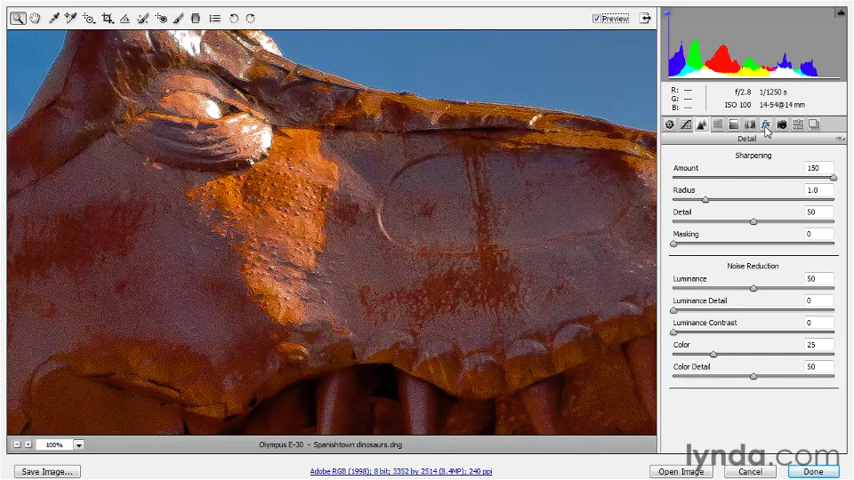 Preview
R: ---
G: ---
B: ---
f/2.8 1/1250 s
ISO 100 14-54@14 mm
fx
Detail
Sharpening
Amount 150
Radius 1.0
Detail 50
Masking 0
Noise Reduction
Luminance 50
Luminance Detail 0
Luminance Contrast 0
Color 25
Color Detail 50
100% Olympus E-30 - Spanishtown dinosaurs.dng
lynda.com
Save Image... Adobe RGB (1998); 8 bit; 3352 by 2514 (8.4MP); 240 ppi Open Image Cancel Done